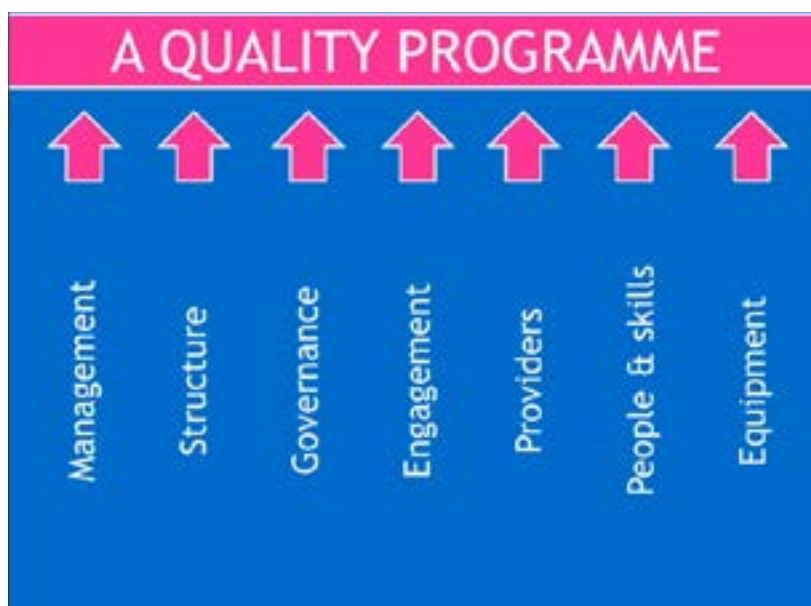 A QUALITY PROGRAMME
Management
Structure
Governance
Engagement
Providers
People & skills
Equipment